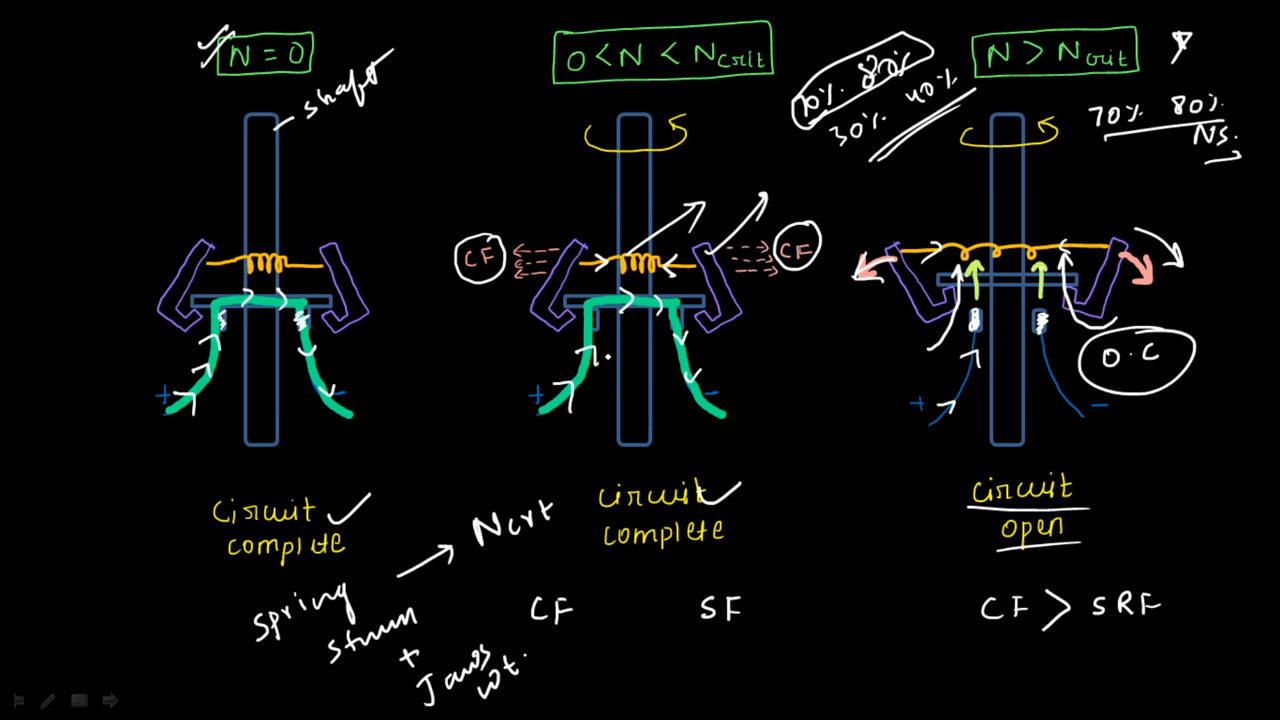 N = 0
0 < N < Ncrit
N > Ncrit
shaft
30% 40%
70% 80%
Ns.
CF
CF
O.C
+
-
+
-
+
-
Circuit
complete
circuit
complete
circuit
open
Ncrt
spring
+
Jaws
wt.
CF
SF
CF > SRF